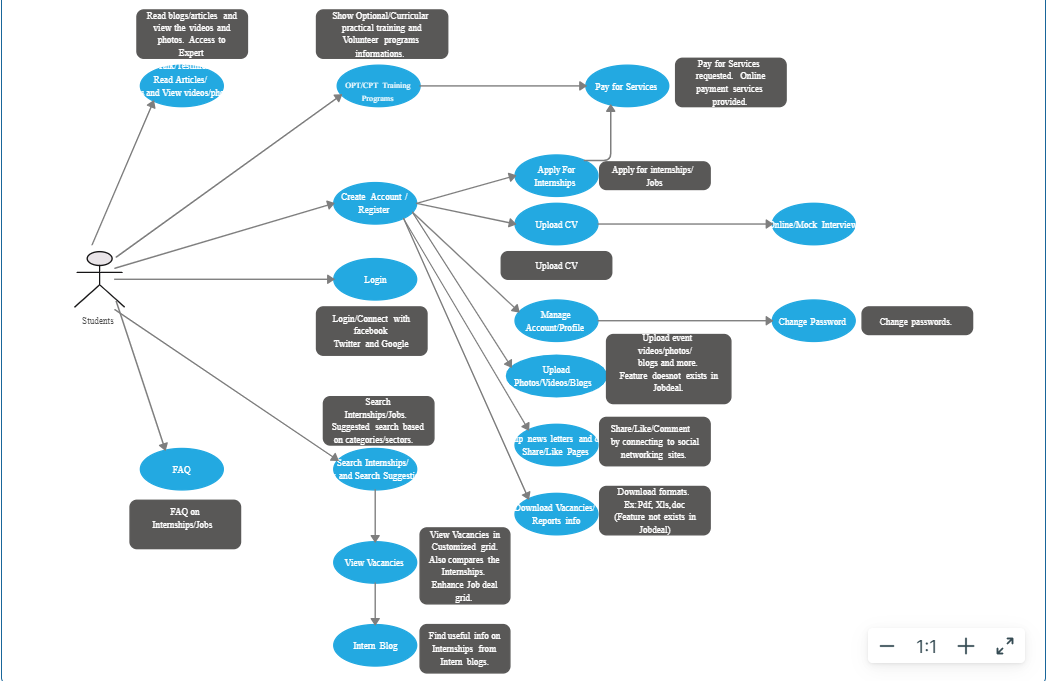 Read blogs/articles and
view the videos and
photos. Access to
Expert
Read Articles/
and View videos/pho
Show Optional/Curricular
practical training and
Volunteer programs
informations.
OPT/CPT Training
Programs
Pay for Services
Pay for Services
requested. Online
payment services
provided.
Apply For
Internships
Apply for internships/
Jobs
Create Account /
Register
Upload CV
nline/Mock Interview
Upload CV
Login
Login/Connect with
facebook
Twitter and Google
Students
Manage
Account/Profile
Change Password
Change passwords.
Upload
Photos/Videos/Blogs
Upload event
videos/photos/
blogs and more.
Feature doesnot exists in
Jobdeal.
Search
Internships/Jobs.
Suggested search based
on categories/sectors.
Search Internships/
and Search Suggesti
p news letters and
Share/Like Pages
Share/Like/Comment
by connecting to social
networking sites.
FAQ
FAQ on
Internships/Jobs
Download Vacancies/
Reports info
Download formats.
Ex:Pdf, Xls,doc
(Feature not exists in
Jobdeal)
View Vacancies
View Vacancies in
Customized grid.
Also compares the
Internships.
Enhance Job deal
grid.
Intern Blog
Find useful info on
Internships from
Intern blogs.
1:1